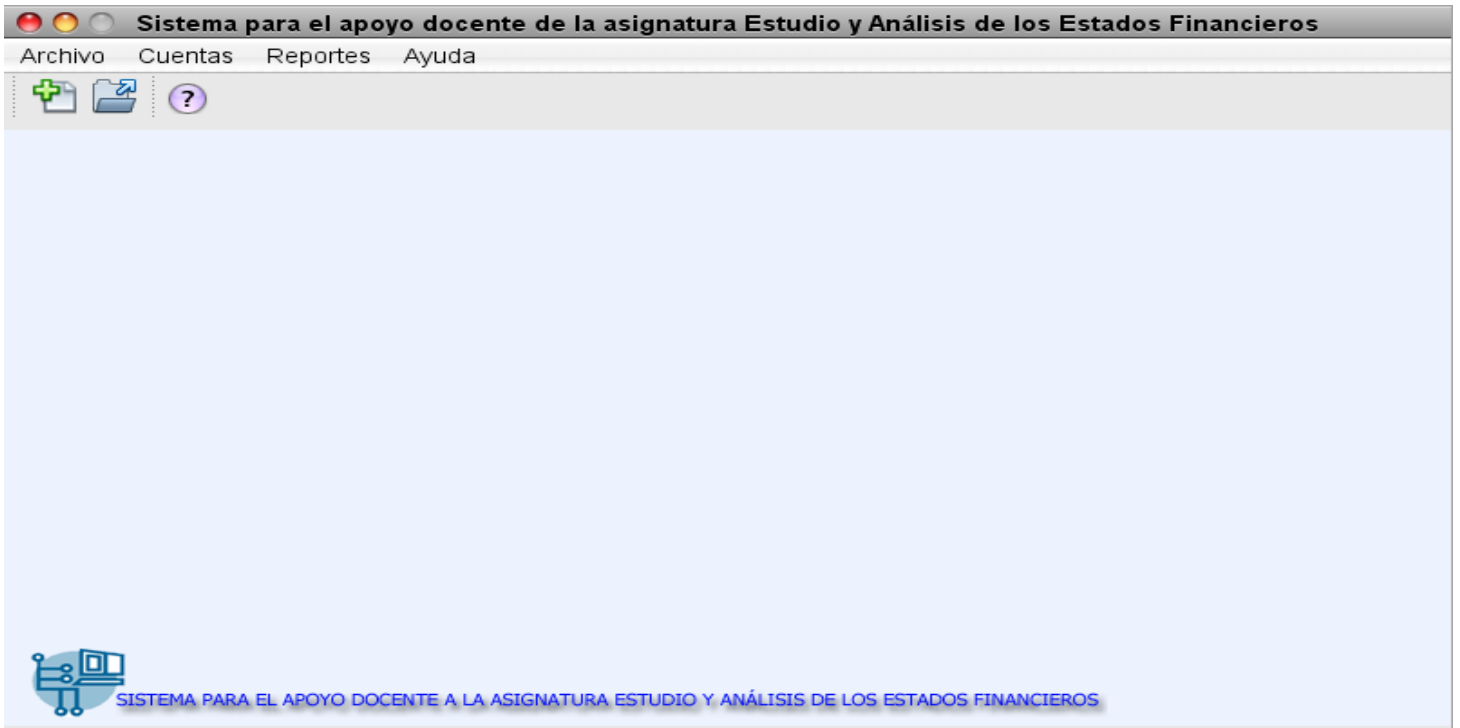 Sistema para el apoyo docente de la asignatura Estudio y Análisis de los Estados Financieros
Archivo Cuentas Reportes Ayuda
?
SISTEMA PARA EL APOYO DOCENTE A LA ASIGNATURA ESTUDIO Y ANÁLISIS DE LOS ESTADOS FINANCIEROS